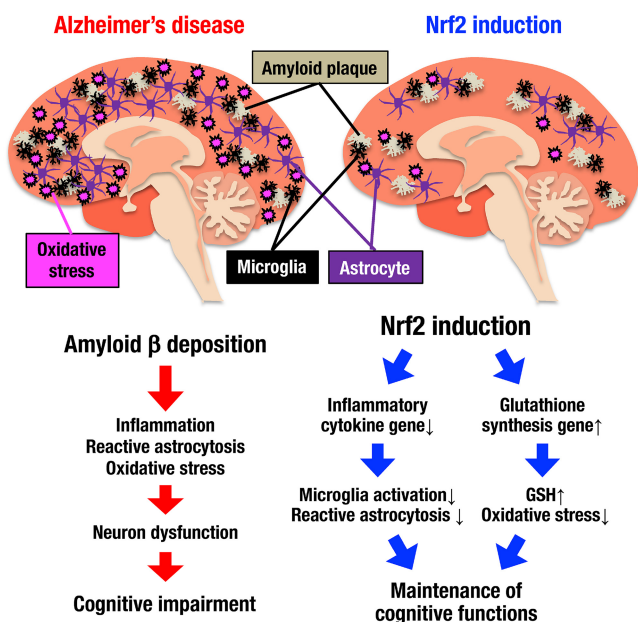 Alzheimer's disease
Nrf2 induction
Amyloid plaque
Oxidative
stress
Microglia
Astrocyte
Amyloid β deposition
Inflammation
Reactive astrocytosis
Oxidative stress
Neuron dysfunction
Cognitive impairment
Nrf2 induction
Inflammatory
cytokine gene↓
Glutathione
synthesis gene↑
Microglia activation↓
Reactive astrocytosis ↓
GSH↑
Oxidative stress↓
Maintenance of
cognitive functions